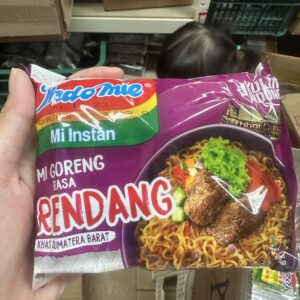 Indomie
Mi Instan
MI GORENG
RASA
RENDANG
KHAS SUMATERA BARAT